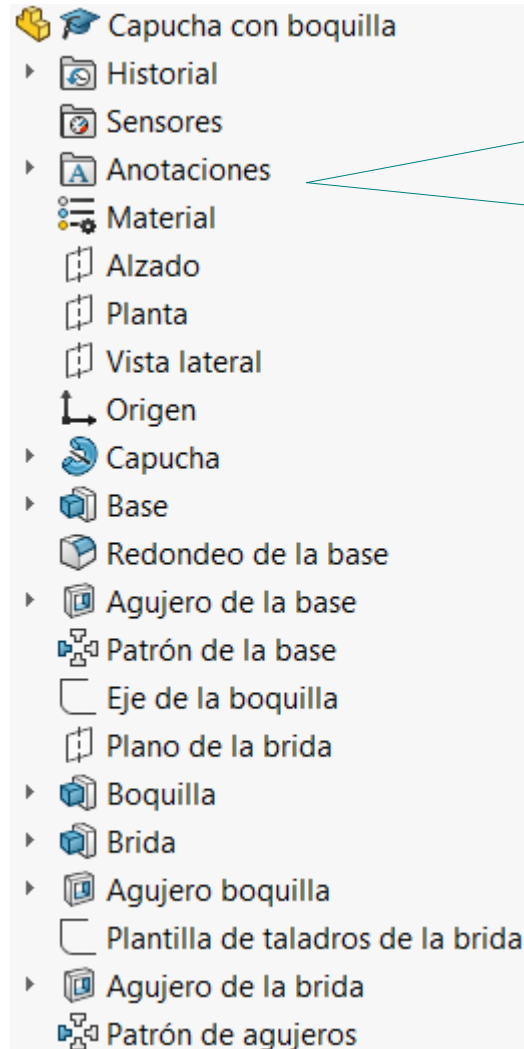 Capucha con boquilla
Historial
Sensores
A Anotaciones
Material
Alzado
Planta
Vista lateral
Origen
Capucha
Base
Redondeo de la base
Agujero de la base
Patrón de la base
Eje de la boquilla
Plano de la brida
Boquilla
Brida
Agujero boquilla
Plantilla de taladros de la brida
Agujero de la brida
Patrón de agujeros